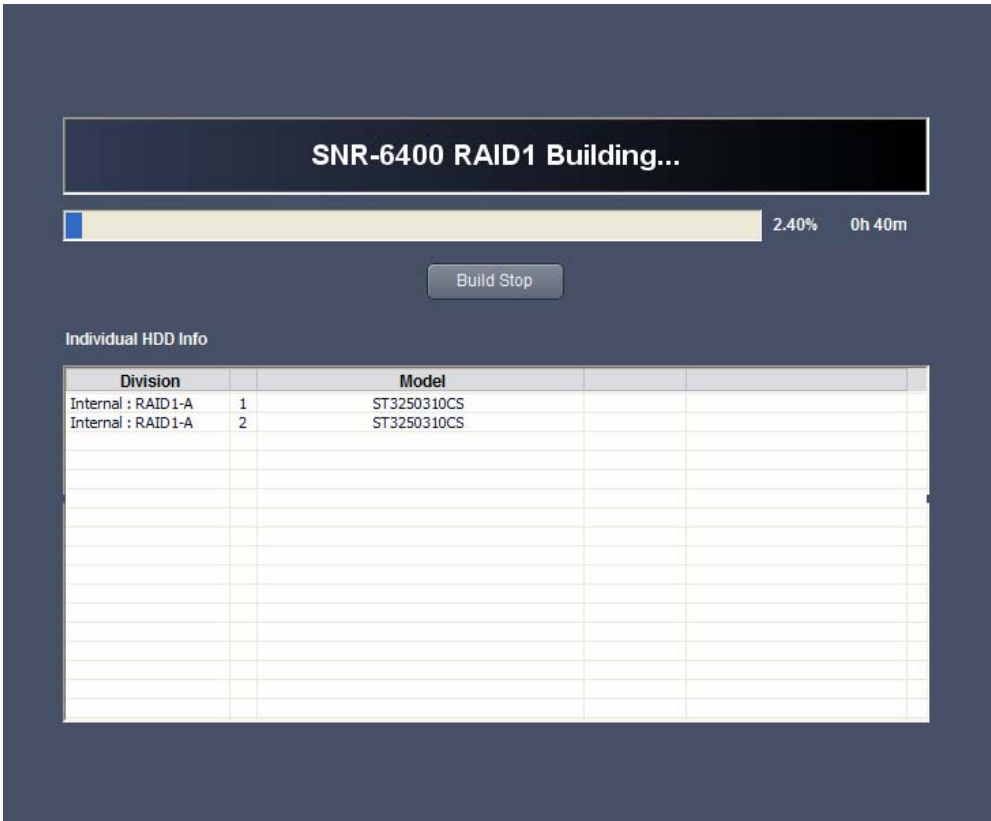 SNR-6400 RAID1 Building...
2.40% 0h 40m
Build Stop
Individual HDD Info
Division Model
Internal : RAID1-A 1 ST3250310CS
Internal : RAID1-A 2 ST3250310CS